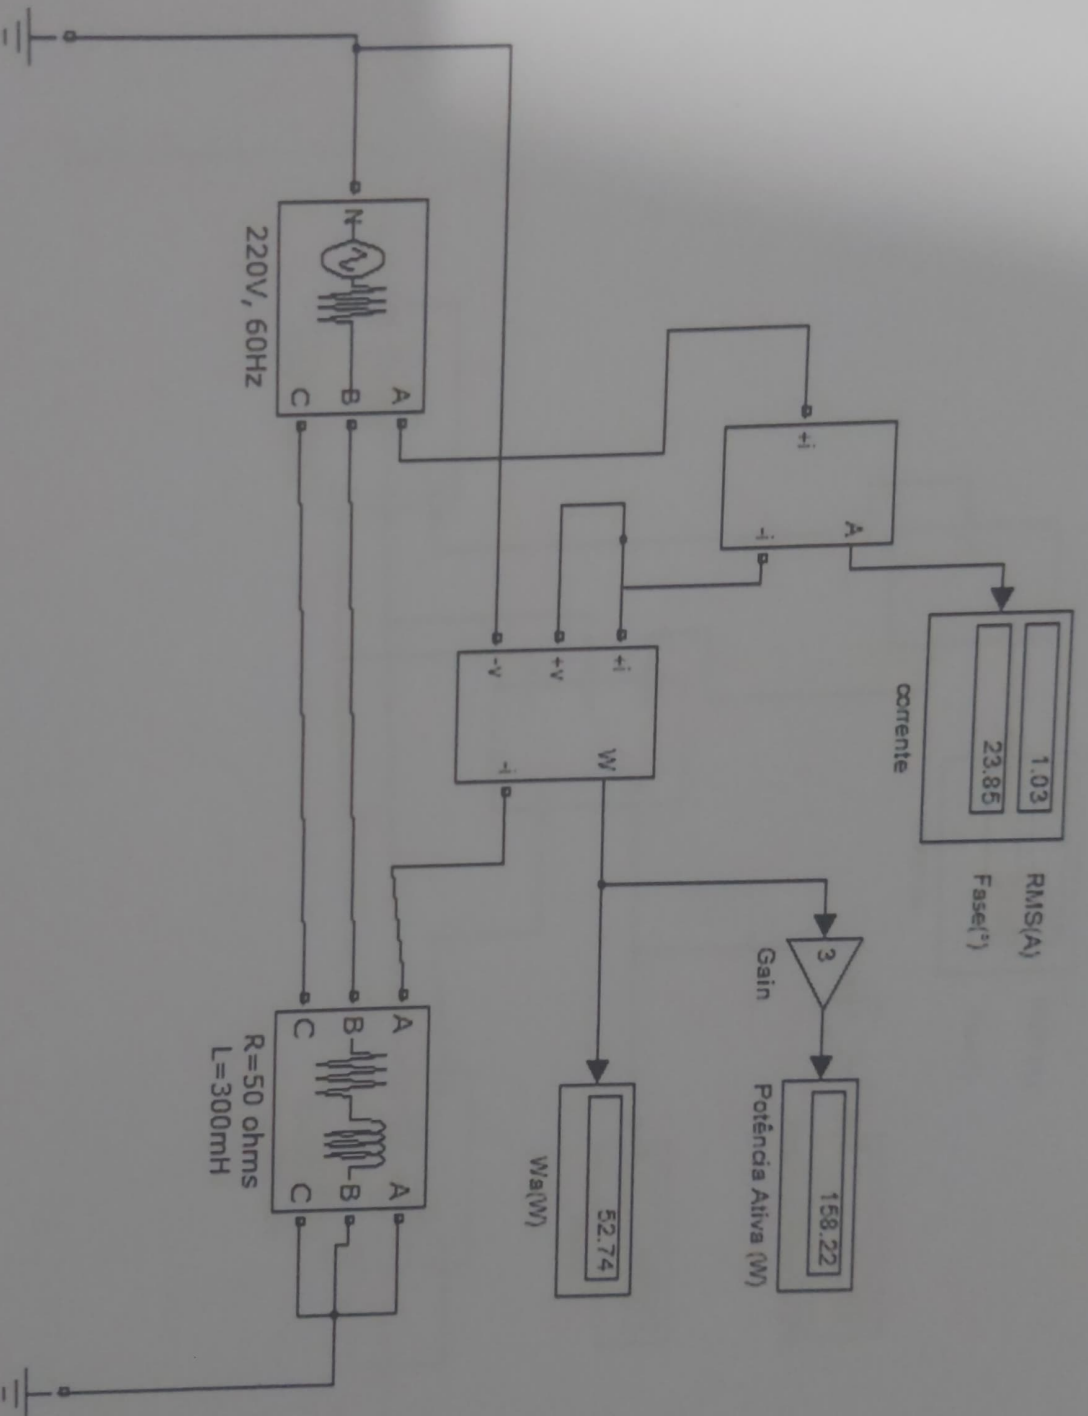 +i
A
-i
1.03
23.85
RMS(A)
Fase(°)
corrente
+i
+v
-v
W
-i
3
Gain
158.22
Potência Ativa (W)
52.74
Wa(W)
N
A
B
C
220V, 60Hz
A
B
C
A
B
C
R=50 ohms
L=300mH